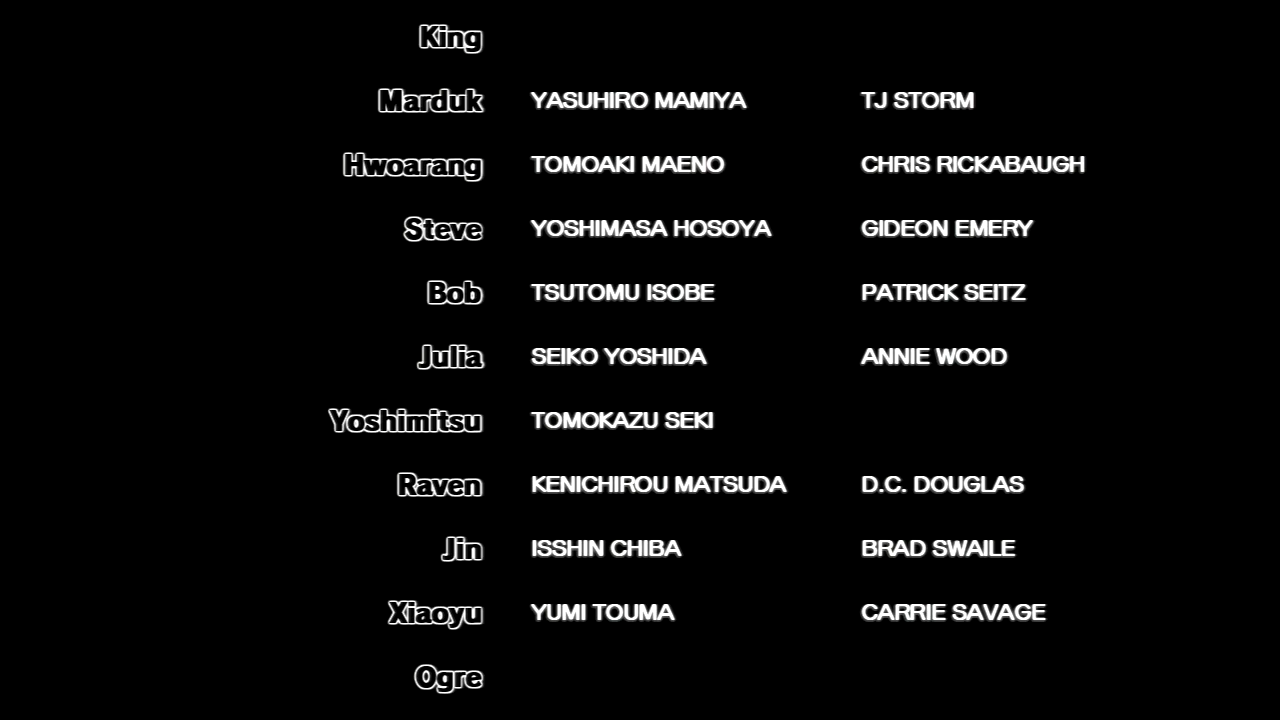 King
Marduk YASUHIRO MAMIYA TJ STORM
Hwoarang TOMOAKI MAENO CHRIS RICKABAUGH
Steve YOSHIMASA HOSOYA GIDEON EMERY
Bob TSUTOMU ISOBE PATRICK SEITZ
Julia SEIKO YOSHIDA ANNIE WOOD
Yoshimitsu TOMOKAZU SEKI
Raven KENICHIROU MATSUDA D.C. DOUGLAS
Jin ISSHIN CHIBA BRAD SWAILE
Xiaoyu YUMI TOUMA CARRIE SAVAGE
Ogre